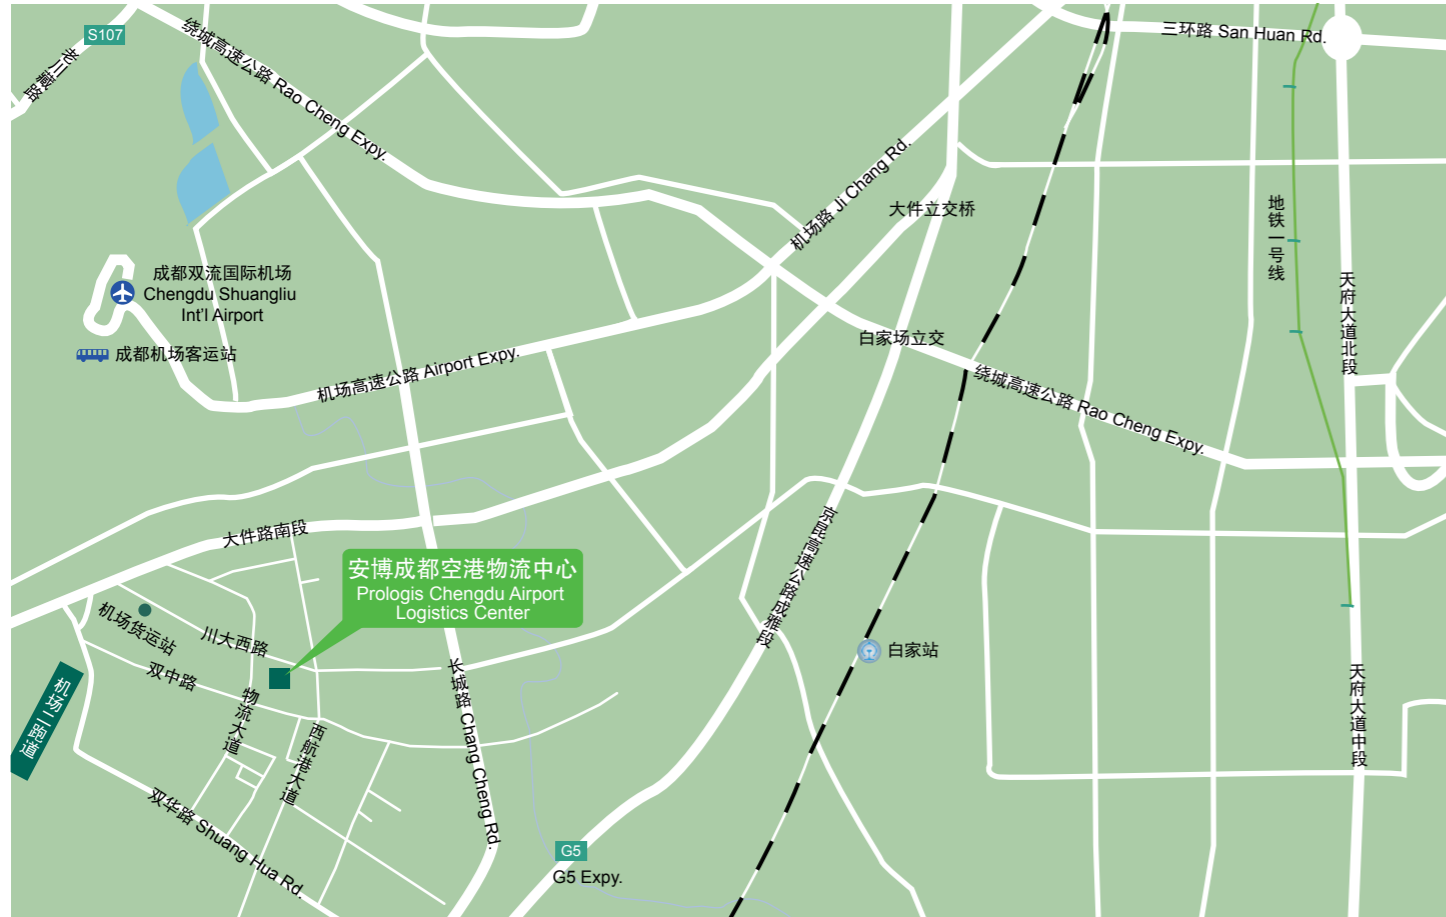 S107
老川藏路
绕城高速公路 Rao Cheng Expy.
三环路 San Huan Rd.
机场路 Ji Chang Rd.
大件立交桥
地铁一号线
天府大道北段
成都双流国际机场
Chengdu Shuangliu
Int'l Airport
成都机场客运站
机场高速公路 Airport Expy.
白家场立交
绕城高速公路 Rao Cheng Expy.
大件路南段
京昆高速公路成雅段
安博成都空港物流中心
Prologis Chengdu Airport
Logistics Center
机场货运站
川大西路
双中路
白家站
机场二跑道
物流大道
西航港大道
长城路 Chang Cheng Rd.
天府大道中段
双华路 Shuang Hua Rd.
G5
G5 Expy.